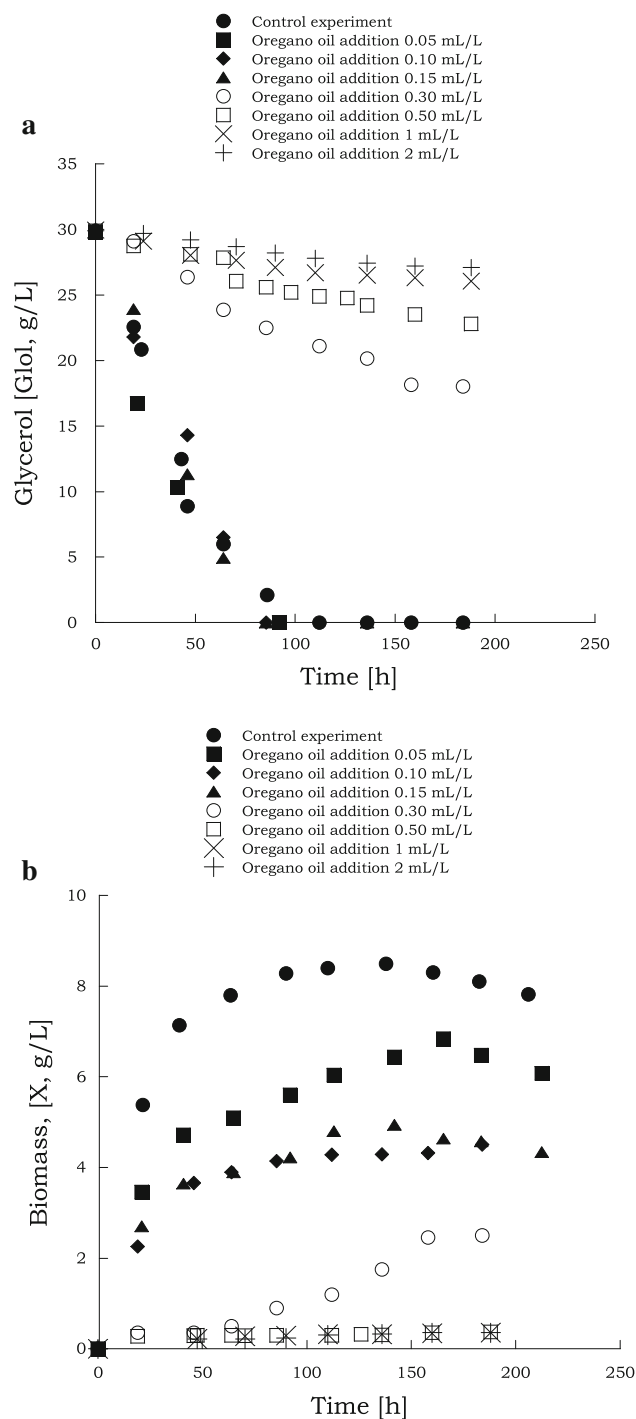 Control experiment
Oregano oil addition 0.05 mL/L
Oregano oil addition 0.10 mL/L
Oregano oil addition 0.15 mL/L
Oregano oil addition 0.30 mL/L
Oregano oil addition 0.50 mL/L
Oregano oil addition 1 mL/L
Oregano oil addition 2 mL/L
a
35
30
25
20
15
10
5
0
Glycerol [Glol, g/L]
0 50 100 150 200 250
Time [h]
Control experiment
Oregano oil addition 0.05 mL/L
Oregano oil addition 0.10 mL/L
Oregano oil addition 0.15 mL/L
Oregano oil addition 0.30 mL/L
Oregano oil addition 0.50 mL/L
Oregano oil addition 1 mL/L
Oregano oil addition 2 mL/L
b
10
8
6
4
2
0
Biomass, [X, g/L]
0 50 100 150 200 250
Time [h]